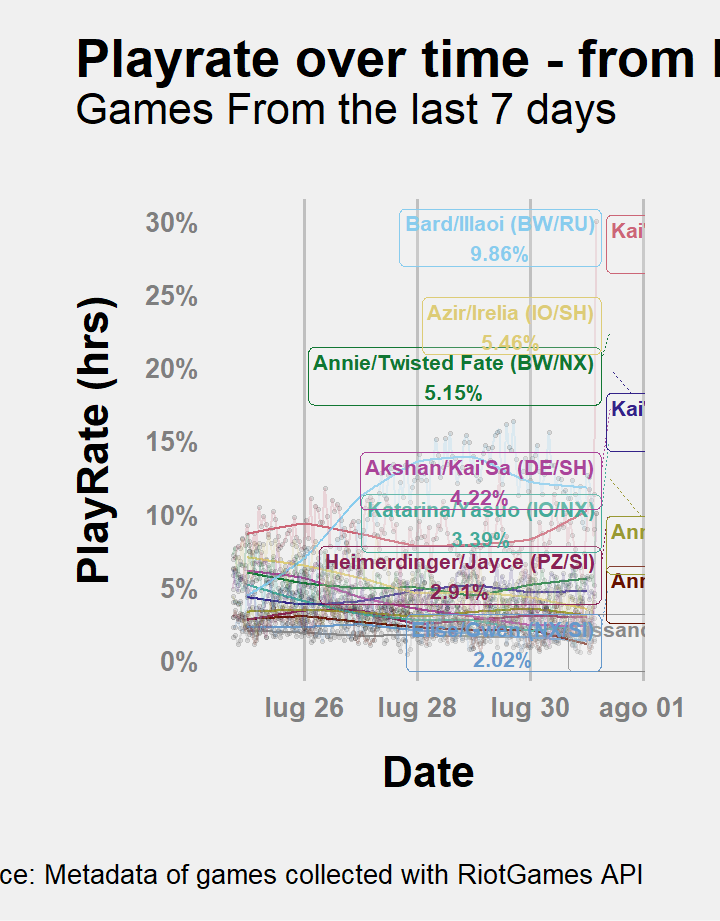 Playrate over time - from
Games From the last 7 days
PlayRate (hrs)
30%
25%
20%
15%
10%
5%
0%
Bard/Illaoi (BW/RU)
9.86%
Kai'
Azir/Irelia (IO/SH)
5.46%
Annie/Twisted Fate (BW/NX)
5.15%
Kai'
Akshan/Kai'Sa (DE/SH)
4.22%
Katarina/Yasuo (IO/NX)
3.39%
Ann
Heimerdinger/Jayce (PZ/SI)
2.91%
Ann
2.02%
lug 26
lug 28
lug 30
ago 01
Date
ce: Metadata of games collected with RiotGames API